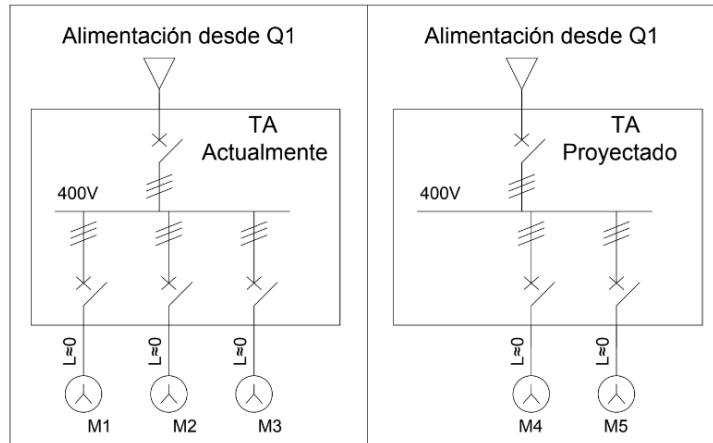 Alimentación desde Q1
TA
Actualmente
400V
L≈0
L≈0
L≈0
M1
M2
M3
Alimentación desde Q1
TA
Proyectado
400V
L≈0
L≈0
M4
M5